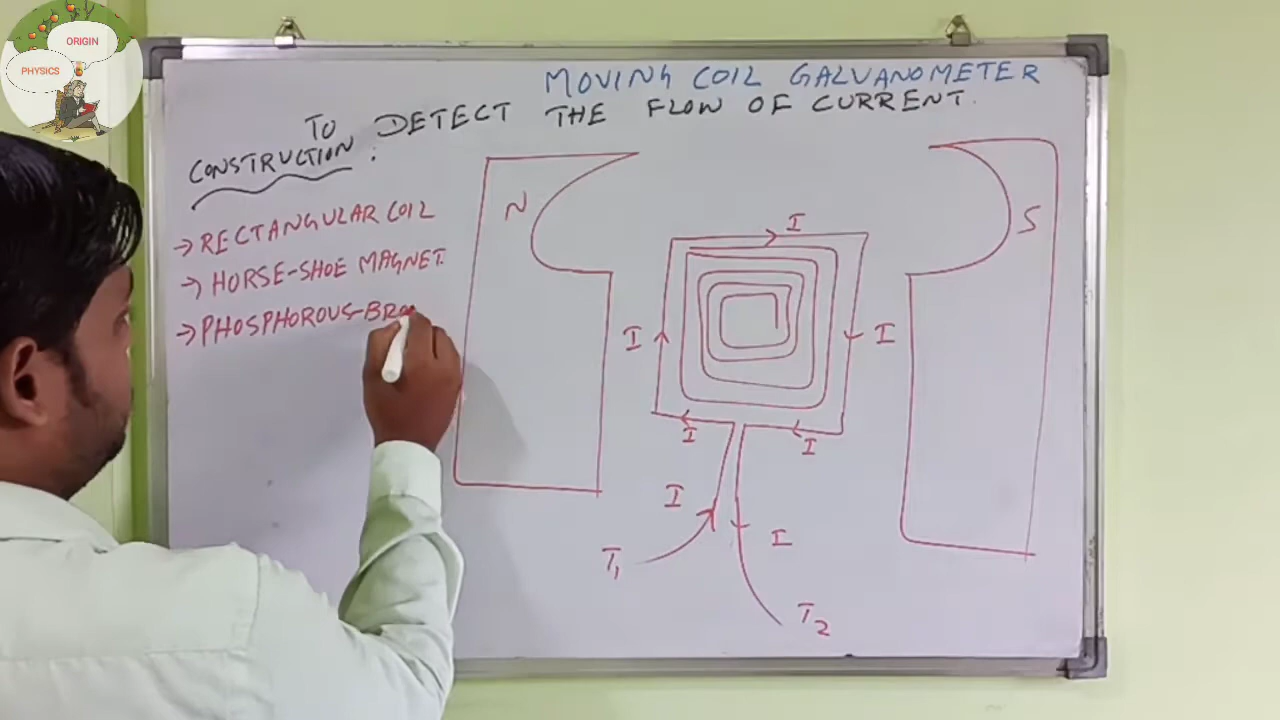 ORIGIN
PHYSICS
MOVING COIL GALVANOMETER
TO DETECT THE FLOW OF CURRENT.
CONSTRUCTION:
→ RECTANGULAR COIL
→ HORSE-SHOE MAGNET.
→ PHOSPHOROUS-BRO
N
S
I
I
I
I
I
I
I
T1
T2